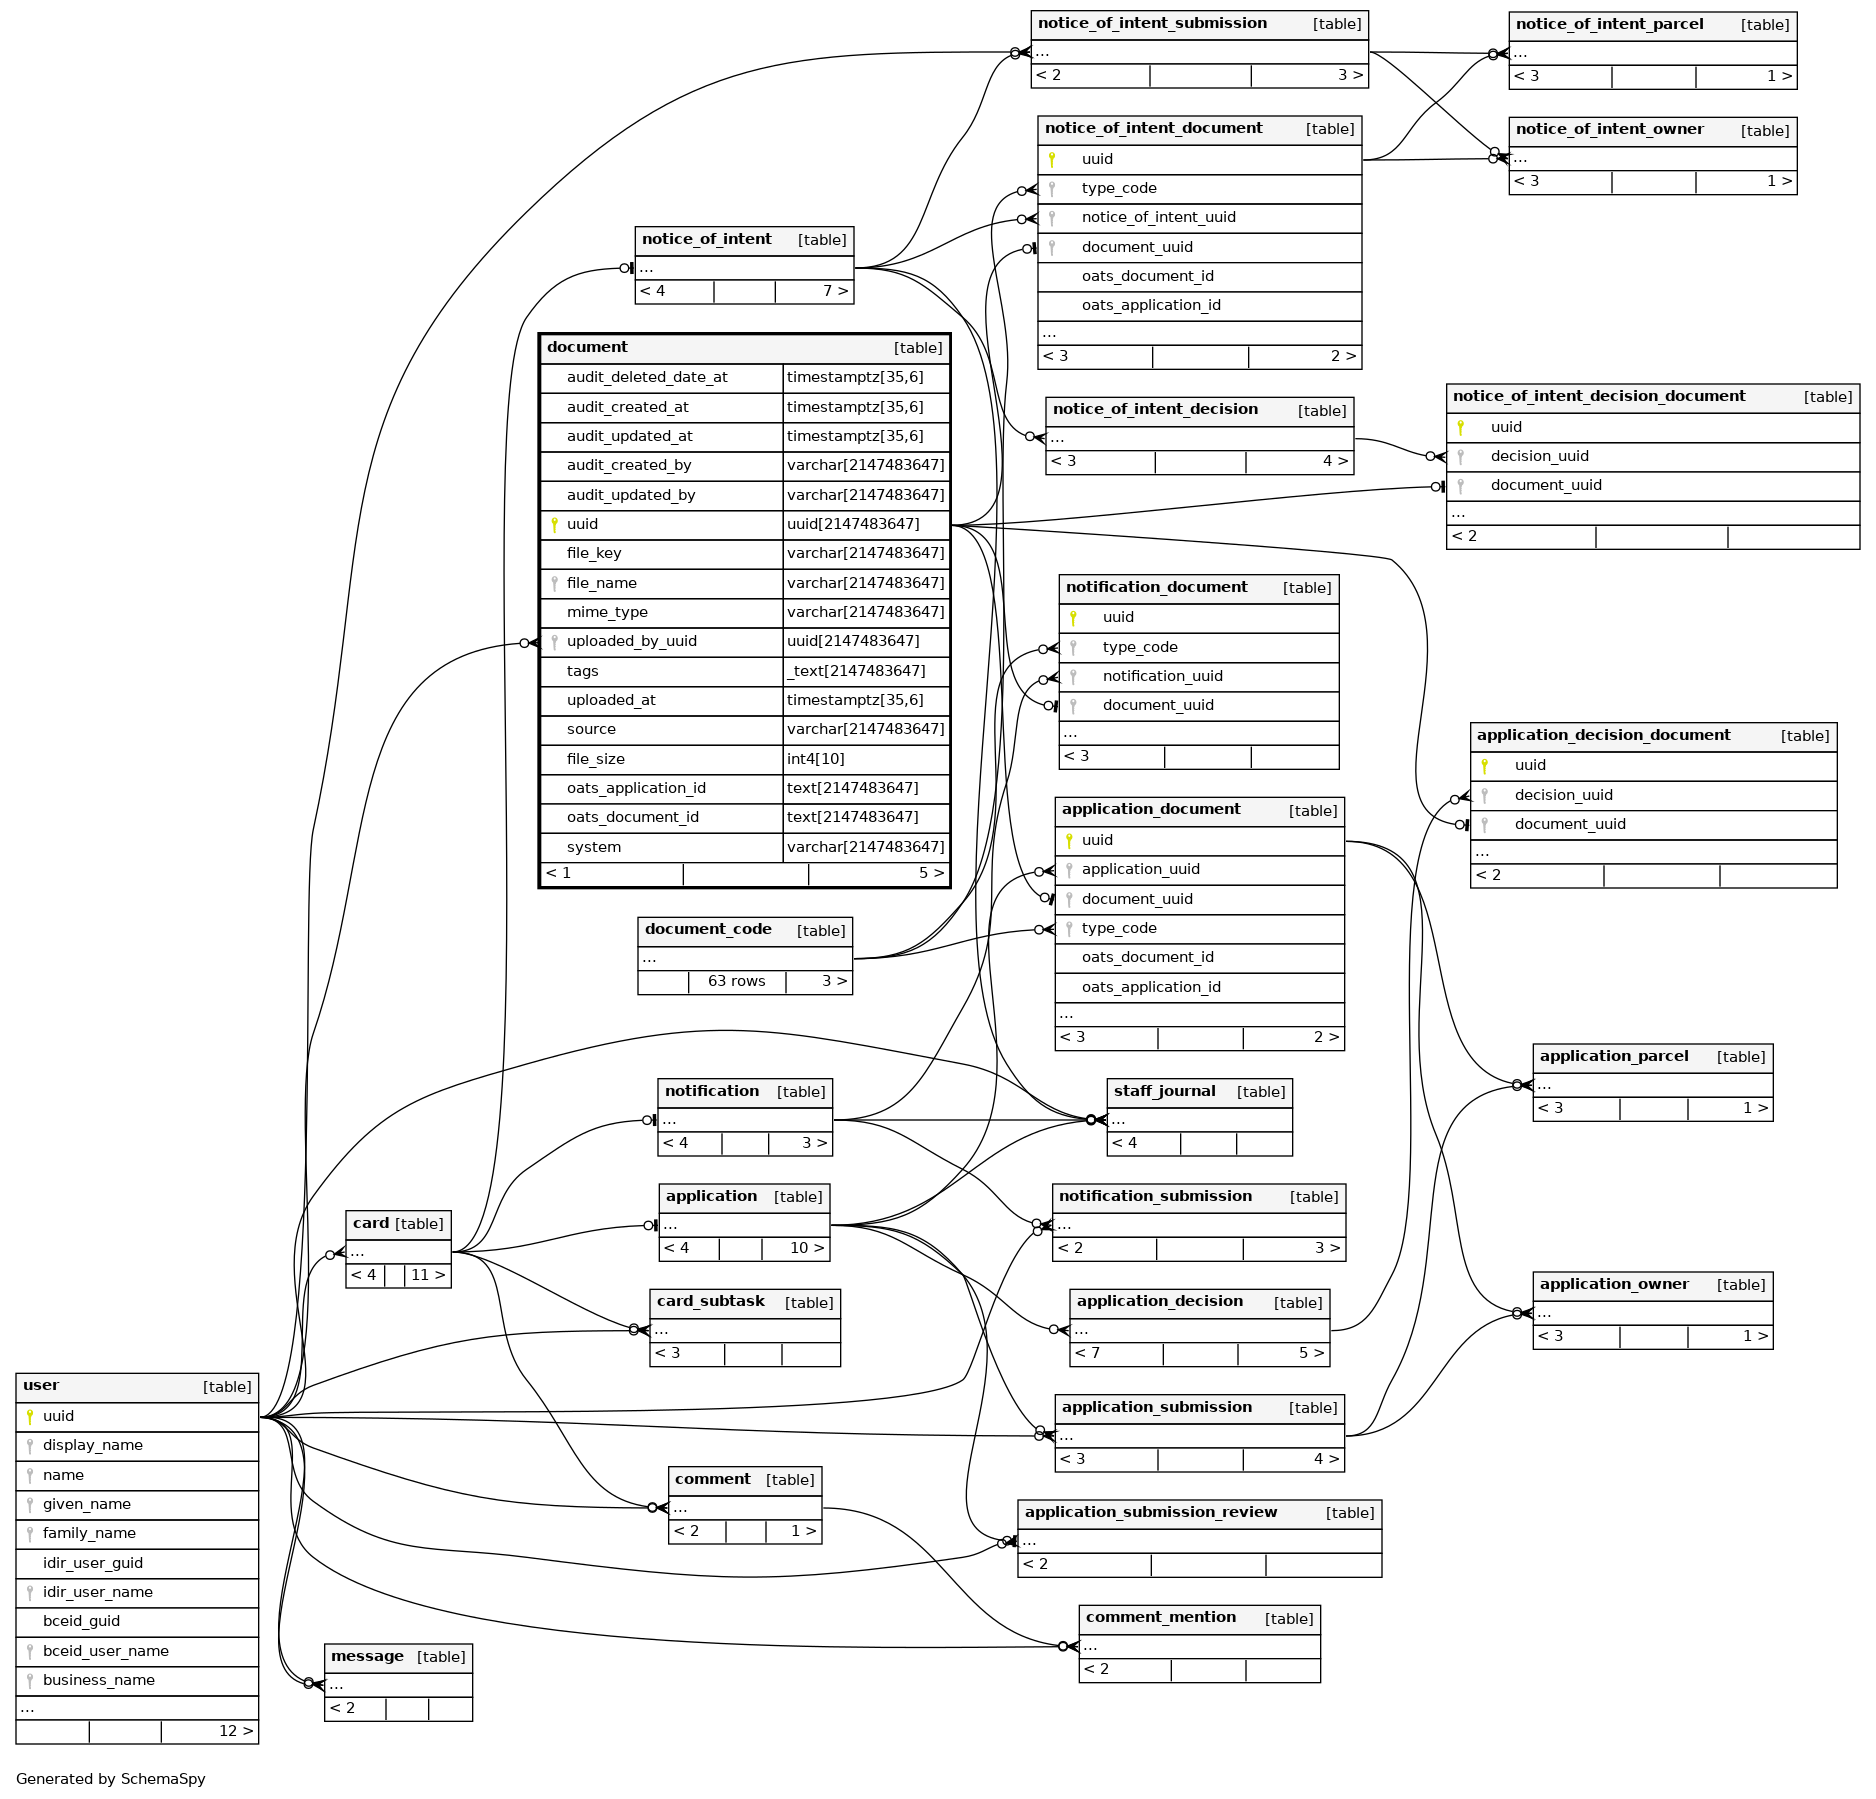 notice_of_intent_submission [table]
...
< 2 3 >
notice_of_intent_parcel [table]
...
< 3 1 >
notice_of_intent_document [table]
uuid
type_code
notice_of_intent_uuid
document_uuid
oats_document_id
oats_application_id
...
< 3 2 >
notice_of_intent_owner [table]
...
< 3 1 >
notice_of_intent [table]
...
< 4 7 >
document [table]
audit_deleted_date_at timestamptz[35,6]
audit_created_at timestamptz[35,6]
audit_updated_at timestamptz[35,6]
audit_created_by varchar[2147483647]
audit_updated_by varchar[2147483647]
uuid uuid[2147483647]
file_key varchar[2147483647]
file_name varchar[2147483647]
mime_type varchar[2147483647]
uploaded_by_uuid uuid[2147483647]
tags _text[2147483647]
uploaded_at timestamptz[35,6]
source varchar[2147483647]
file_size int4[10]
oats_application_id text[2147483647]
oats_document_id text[2147483647]
system varchar[2147483647]
< 1 5 >
notice_of_intent_decision [table]
...
< 3 4 >
notice_of_intent_decision_document [table]
uuid
decision_uuid
document_uuid
...
< 2
notification_document [table]
uuid
type_code
notification_uuid
document_uuid
...
< 3
application_decision_document [table]
uuid
decision_uuid
document_uuid
...
< 2
application_document [table]
uuid
application_uuid
document_uuid
type_code
oats_document_id
oats_application_id
...
< 3 2 >
document_code [table]
...
63 rows 3 >
application_parcel [table]
...
< 3 1 >
notification [table]
...
< 4 3 >
staff_journal [table]
...
< 4
application [table]
...
< 4 10 >
notification_submission [table]
...
< 2 3 >
card [table]
...
< 4 11 >
application_owner [table]
...
< 3 1 >
card_subtask [table]
...
< 3
application_decision [table]
...
< 7 5 >
user [table]
uuid
display_name
name
given_name
family_name
idir_user_guid
idir_user_name
bceid_guid
bceid_user_name
business_name
...
12 >
application_submission [table]
...
< 3 4 >
comment [table]
...
< 2 1 >
application_submission_review [table]
...
< 2
comment_mention [table]
...
< 2
message [table]
...
< 2
Generated by SchemaSpy